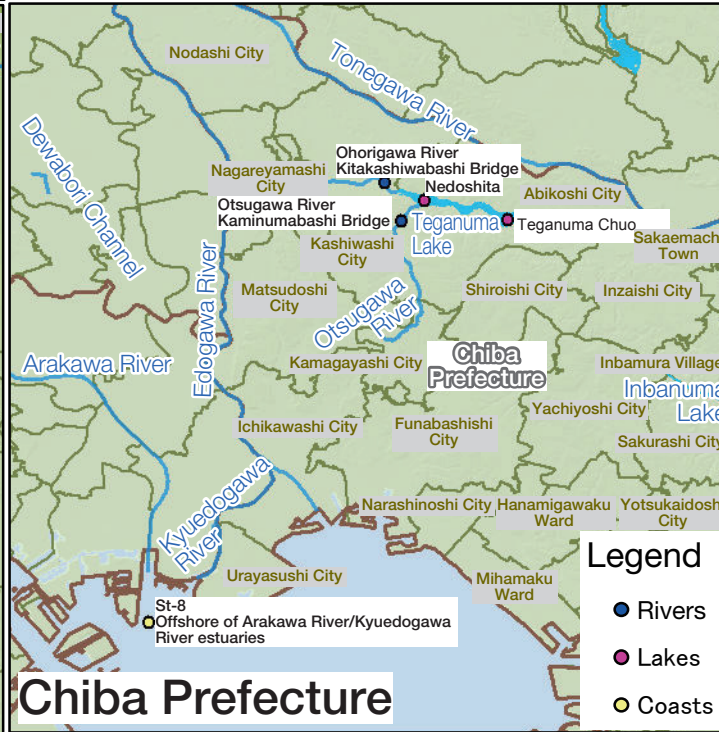 Nodashi City
Tonegawa River
Dewabori Channel
Ohorigawa River
Kitakashiwabashi Bridge
Nedoshita
Nagareyamashi
City
Abikoshi City
Otsugawa River
Kaminumabashi Bridge
Teganuma
Lake
Teganuma Chuo
Kashiwashi
City
Sakaemach
Town
Edogawa River
Matsudoshi
City
Otsugawa
River
Shiroishi City
Inzaishi City
Arakawa River
Kamagayashi City
Chiba
Prefecture
Inbamura Village
Inbanuma
Lake
Yachiyoshi City
Ichikawashi City
Funabashishi
City
Sakurashi City
Kyuedogawa
River
Narashinoshi City
Hanamigawaku
Ward
Yotsukaidosh
City
Urayasushi City
Mihamaku
Ward
St-8
Offshore of Arakawa River/Kyuedogawa
River estuaries
Legend
Rivers
Lakes
Coasts
Chiba Prefecture